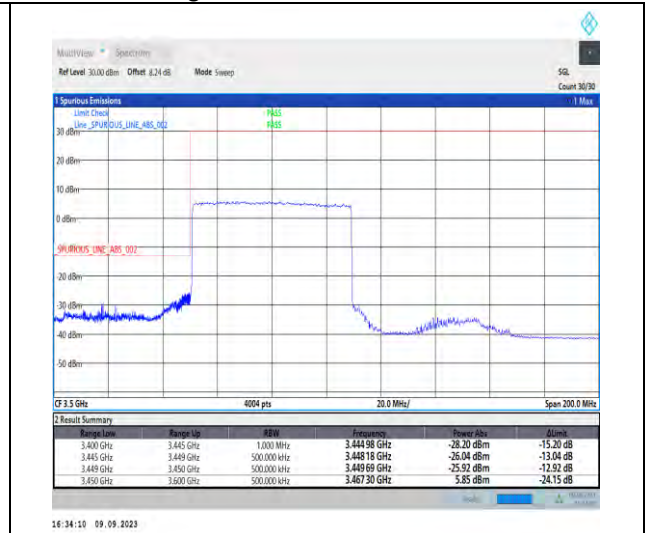 MultiView Spectrum
Ref Level 30.00 dBm Offset 8.24 dB Mode Sweep SGL
Count 30/30
1 Spurious Emissions 1 Max
Limit Check PASS
Line _SPURIOUS_LINE_ABS_002 PASS
30 dBm
20 dBm
10 dBm
0 dBm
_SPURIOUS_LINE_ABS_002
-20 dBm
-30 dBm
-40 dBm
-50 dBm
CF 3.5 GHz 4004 pts 20.0 MHz/ Span 200.0 MHz
2 Result Summary
Range Low Range Up RBW Frequency Power Abs ΔLimit
3.400 GHz 3.445 GHz 1.000 MHz 3.444 98 GHz -28.20 dBm -15.20 dB
3.445 GHz 3.449 GHz 500.000 kHz 3.448 18 GHz -26.04 dBm -13.04 dB
3.449 GHz 3.450 GHz 500.000 kHz 3.449 69 GHz -25.92 dBm -12.92 dB
3.450 GHz 3.600 GHz 500.000 kHz 3.467 30 GHz 5.85 dBm -24.15 dB
16:34:10 09.09.2023